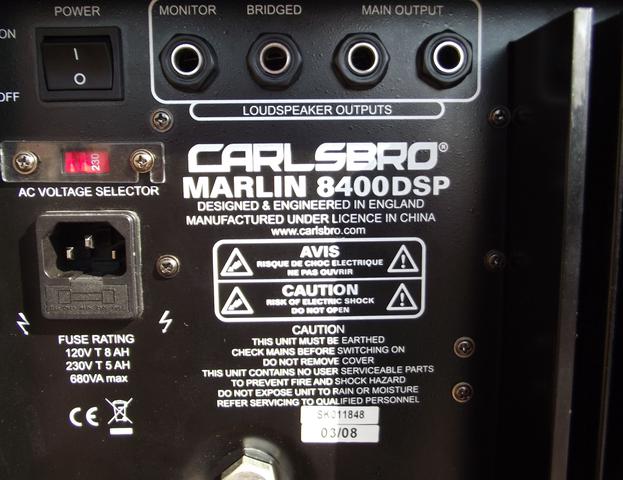 POWER
MONITOR
BRIDGED
MAIN OUTPUT
ON
I
O
OFF
LOUDSPEAKER OUTPUTS
230
AC VOLTAGE SELECTOR
CARLSBRO®
MARLIN 8400DSP
DESIGNED & ENGINEERED IN ENGLAND
MANUFACTURED UNDER LICENCE IN CHINA
www.carlsbro.com
AVIS
RISQUE DE CHOC ELECTRIQUE
NE PAS OUVRIR
CAUTION
RISK OF ELECTRIC SHOCK
DO NOT OPEN
FUSE RATING
120V T 8 AH
230V T 5 AH
680VA max
CE
CAUTION
THIS UNIT MUST BE EARTHED
CHECK MAINS BEFORE SWITCHING ON
DO NOT REMOVE COVER
THIS UNIT CONTAINS NO USER SERVICEABLE PARTS
TO PREVENT FIRE AND SHOCK HAZARD
DO NOT EXPOSE UNIT TO RAIN OR MOISTURE
REFER SERVICING TO QUALIFIED PERSONNEL
SK011848
03/08